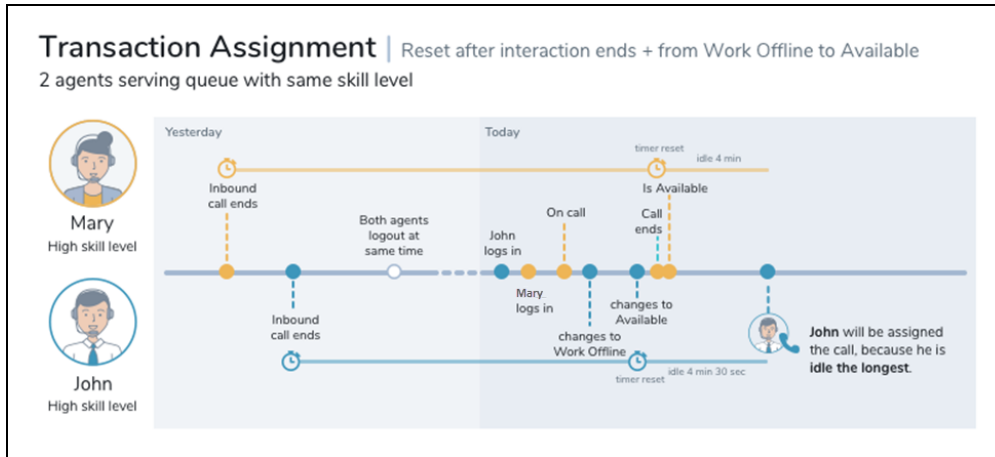 Transaction Assignment | Reset after interaction ends + from Work Offline to Available
2 agents serving queue with same skill level
Yesterday
Today
timer reset
idle 4 min
Inbound
call ends
Is Available
Mary
High skill level
Both agents
logout at
same time
John
logs in
On call
Call
ends
Mary
logs in
changes to
Available
Inbound
call ends
changes to
Work Offline
John will be assigned
the call, because he is
idle the longest.
timer reset
idle 4 min 30 sec
John
High skill level